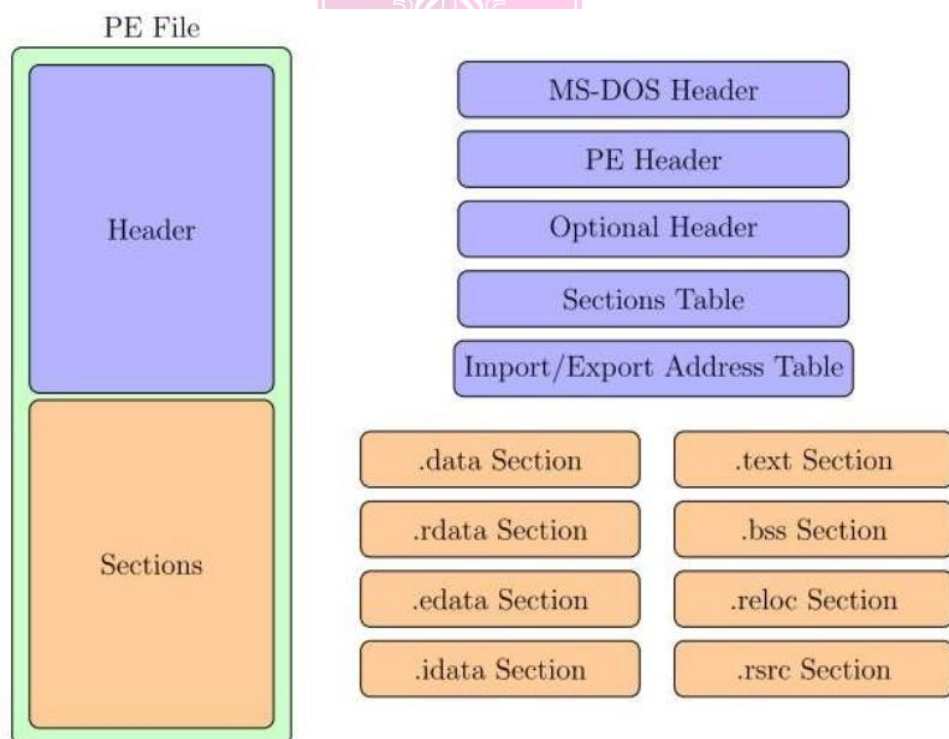 PE File
Header
Sections
MS-DOS Header
PE Header
Optional Header
Sections Table
Import/Export Address Table
.data Section
.text Section
.rdata Section
.bss Section
.edata Section
.reloc Section
.idata Section
.rsrc Section